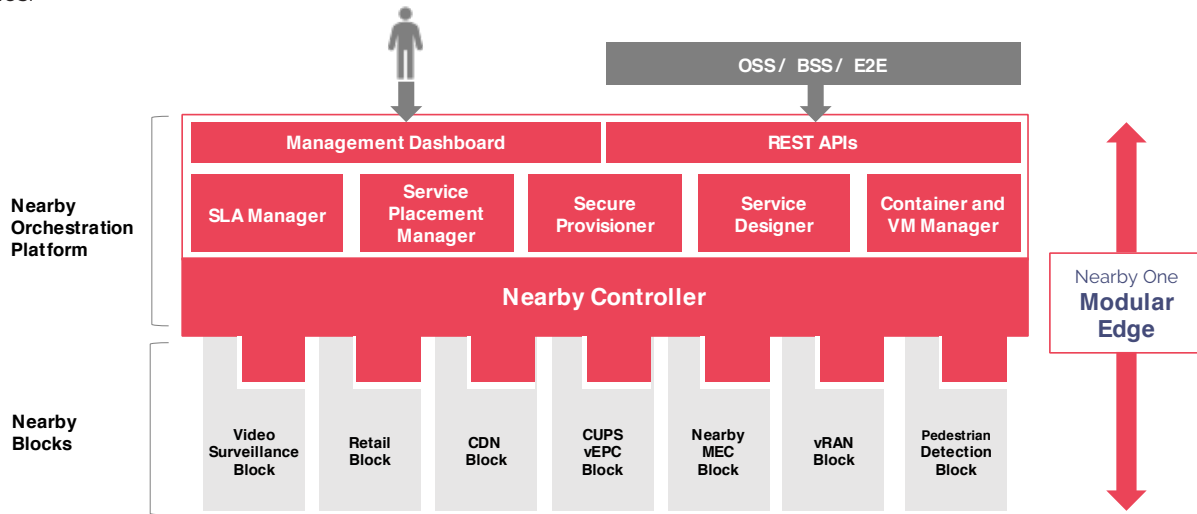 OSS / BSS / E2E
Management Dashboard
REST APIs
SLA Manager
Service
Placement
Manager
Secure
Provisioner
Service
Designer
Container and
VM Manager
Nearby
Orchestration
Platform
Nearby Controller
Nearby One
Modular
Edge
Nearby
Blocks
Video
Surveillance
Block
Retail
Block
CDN
Block
CUPS
vEPC
Block
Nearby
MEC
Block
vRAN
Block
Pedestrian
Detection
Block